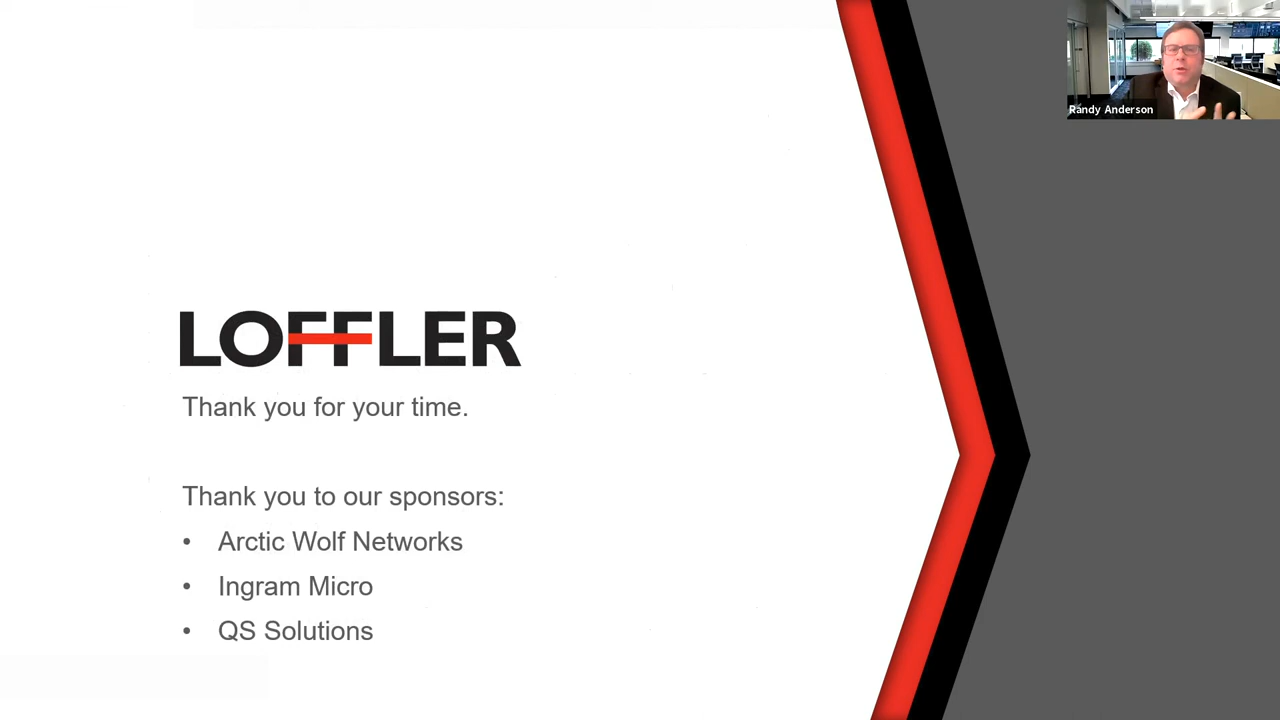 Randy Anderson
LOFFLER
Thank you for your time.
Thank you to our sponsors:
• Arctic Wolf Networks
• Ingram Micro
• QS Solutions